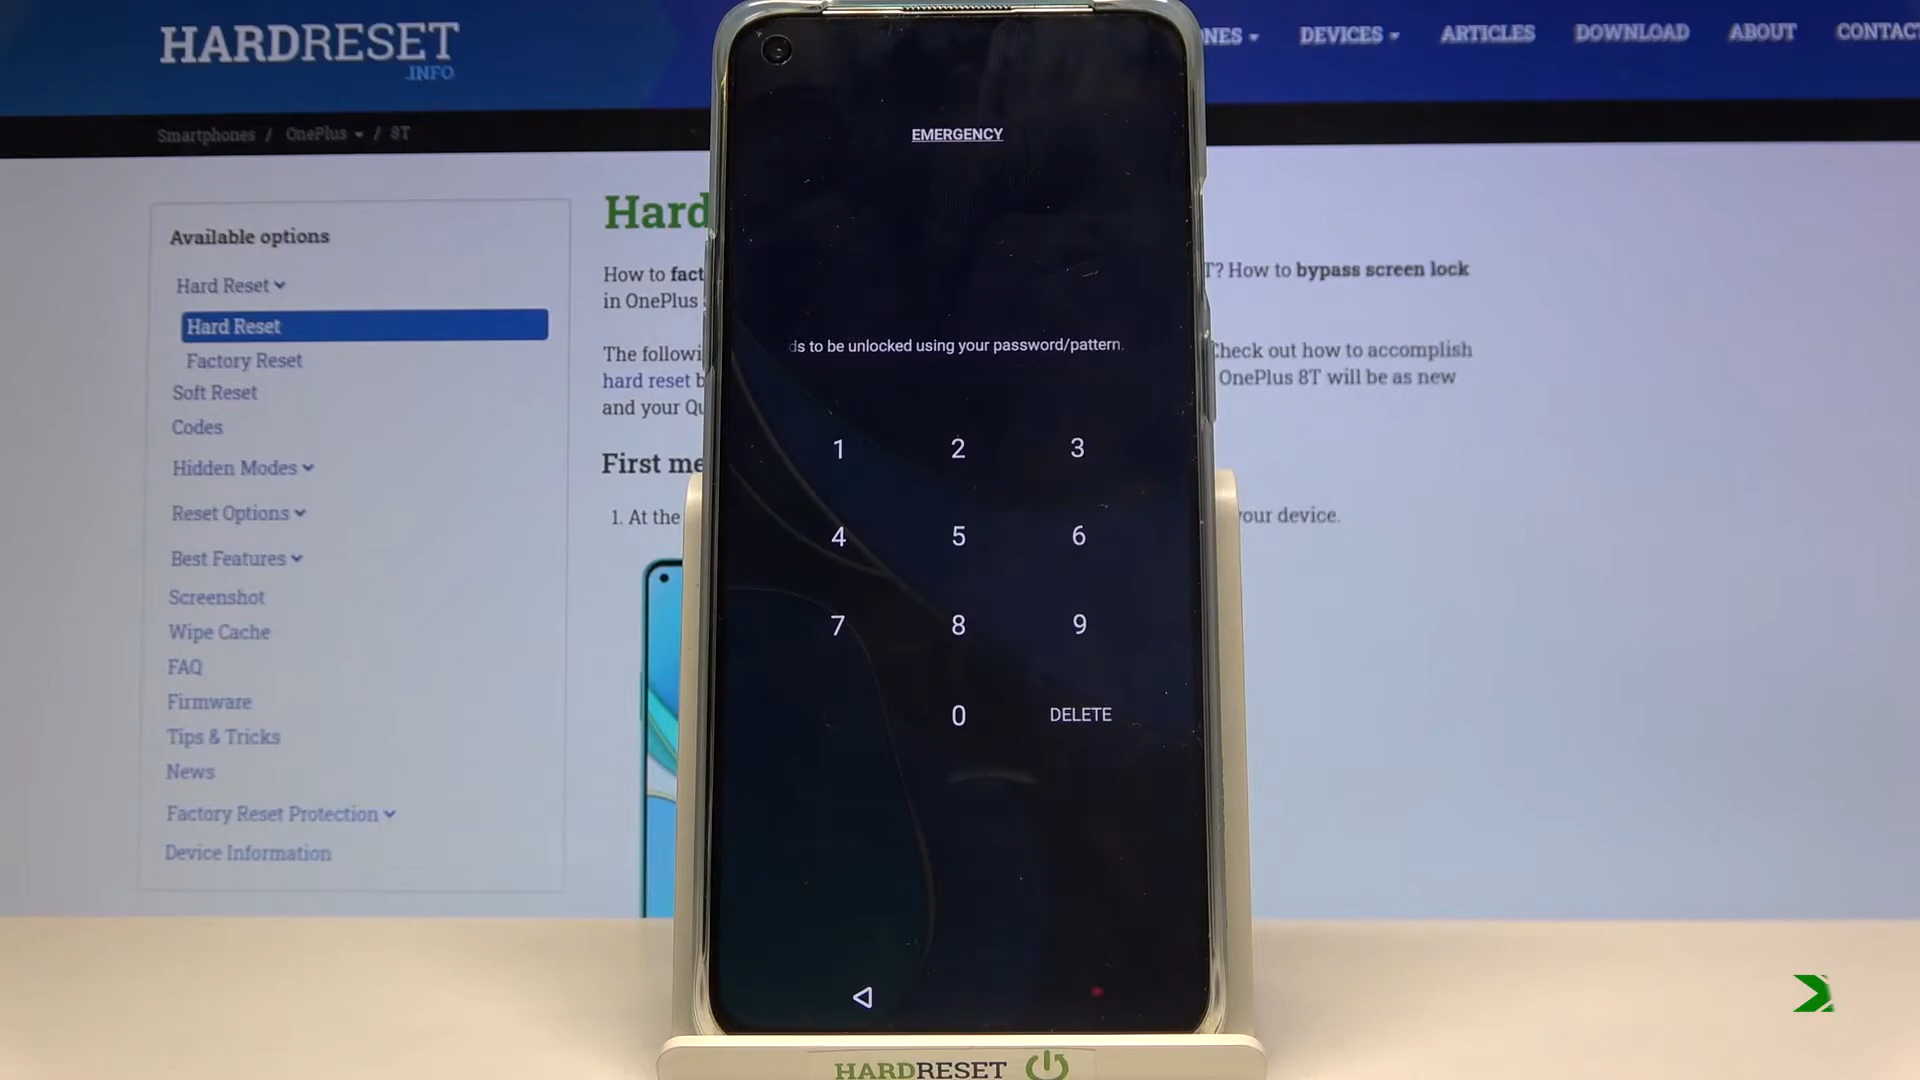 HARDRESET
.INFO
NES DEVICES ARTICLES DOWNLOAD ABOUT CONTACT
Smartphones / OnePlus / 8T
Available options
Hard Reset
Hard Reset
Factory Reset
Soft Reset
Codes
Hidden Modes
Reset Options
Best Features
Screenshot
Wipe Cache
FAQ
Firmware
Tips & Tricks
News
Factory Reset Protection
Device Information
Hard
How to fact T? How to bypass screen lock
in OnePlus
The followi Check out how to accomplish
hard reset b OnePlus 8T will be as new
and your Qu
First me
1. At the your device.
EMERGENCY
ds to be unlocked using your password/pattern.
1 2 3
4 5 6
7 8 9
0 DELETE
HARDRESET